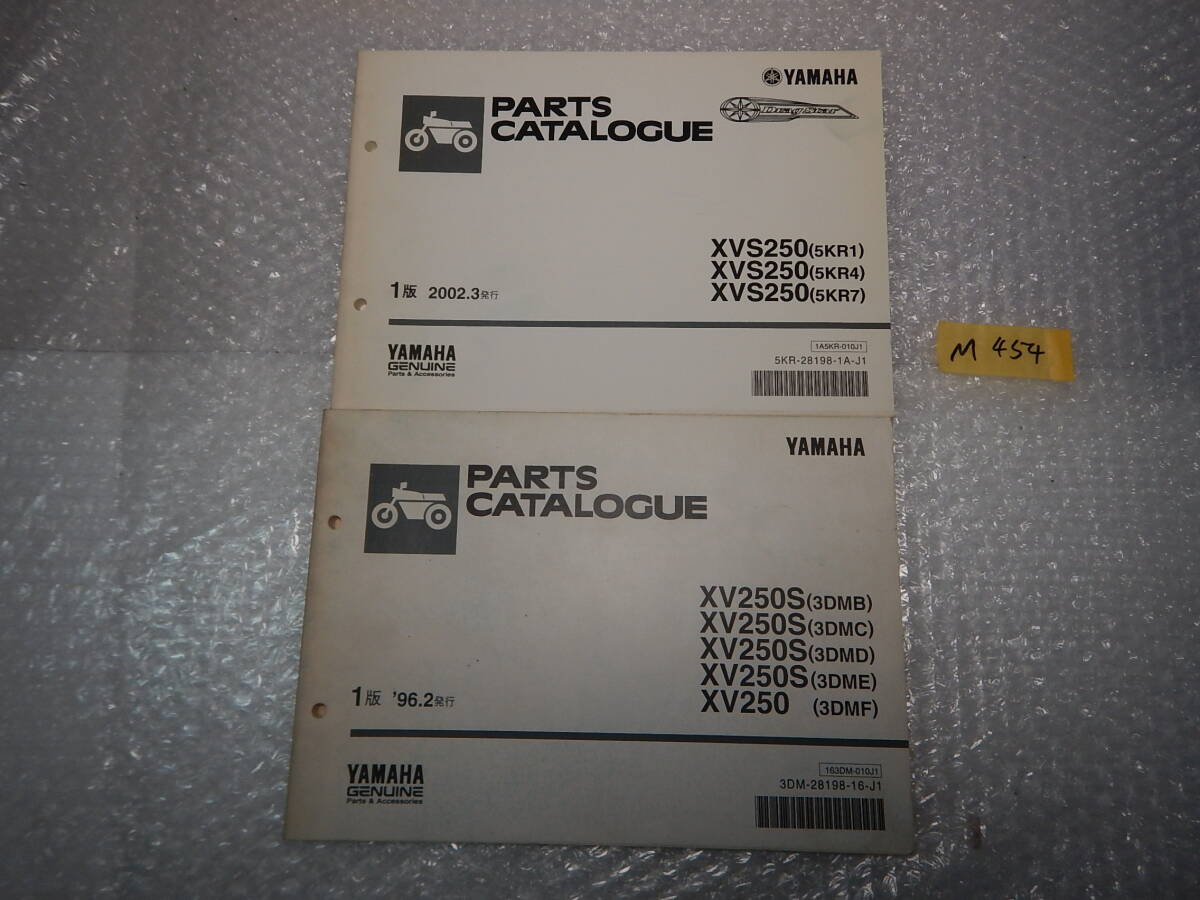 YAMAHA
PARTS
CATALOGUE
XVS250(5KR1)
XVS250(5KR4)
XVS250(5KR7)
1版 2002.3発行
YAMAHA
GENUINE
Parts & Accessories
1A5KR-010J1
5KR-28198-1A-J1
M 454
YAMAHA
PARTS
CATALOGUE
XV250S(3DMB)
XV250S(3DMC)
XV250S(3DMD)
XV250S(3DME)
XV250 (3DMF)
1版 '96.2発行
YAMAHA
GENUINE
Parts & Accessories
163DM-010J1
3DM-28198-16-J1